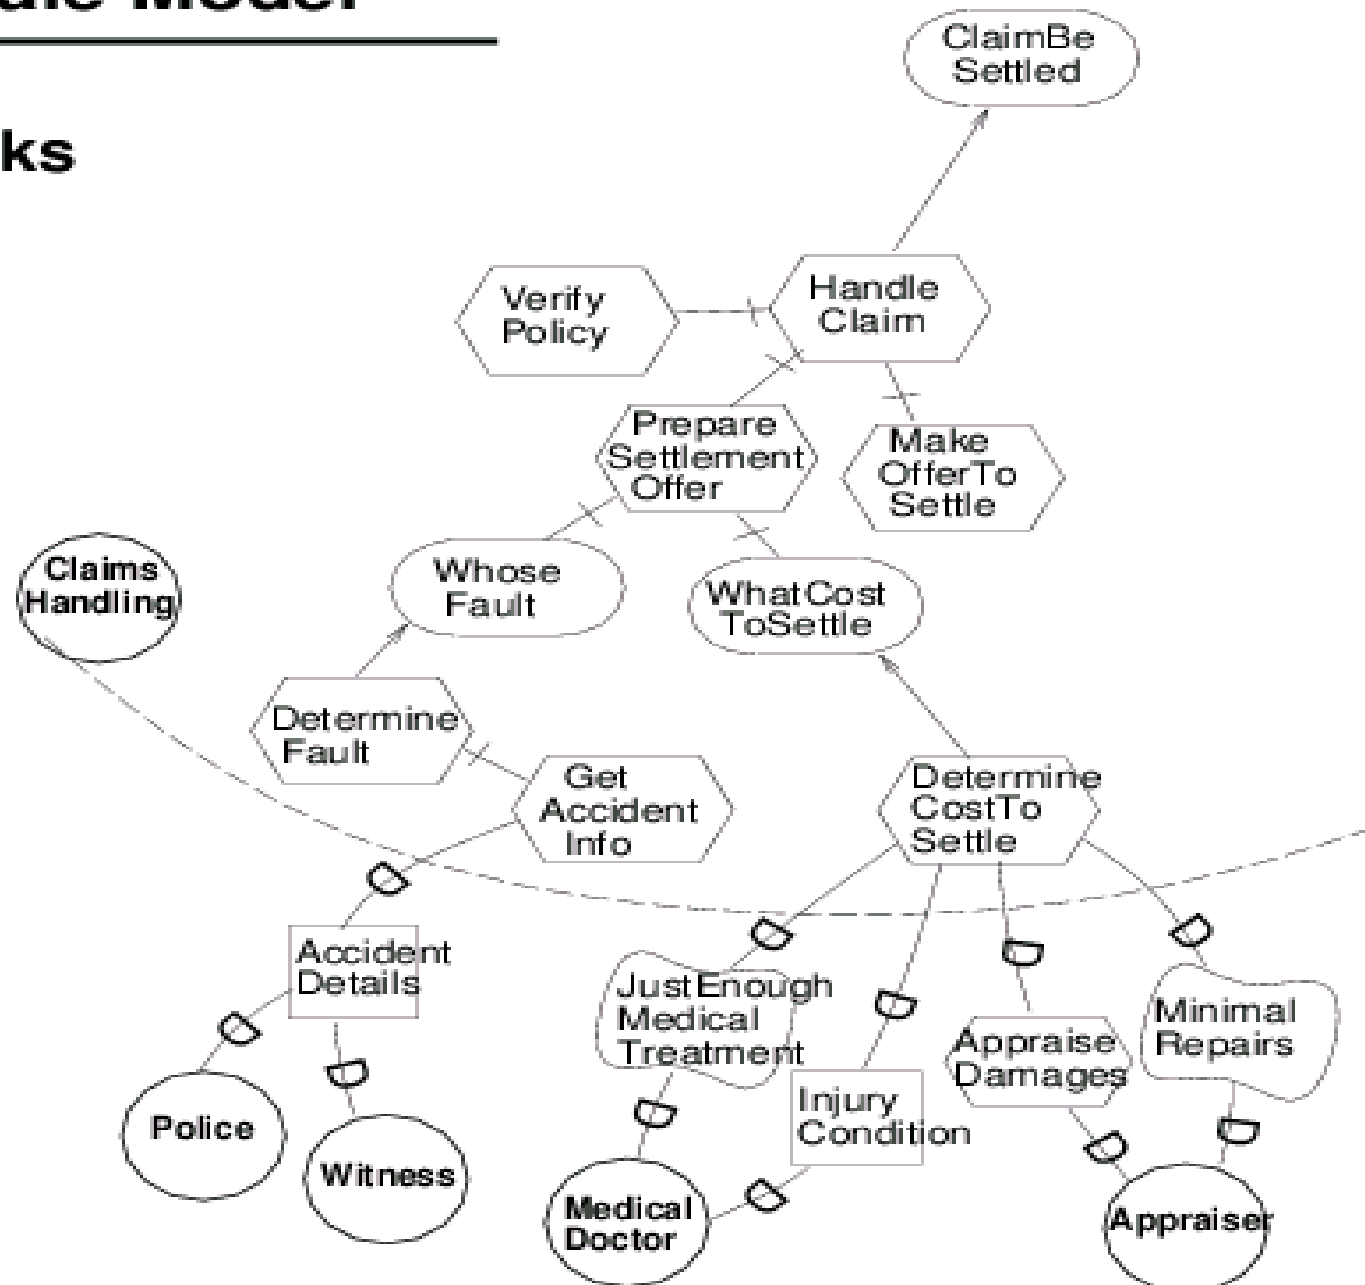 ks
ClaimBe
Settled
Verify
Policy
Handle
Claim
Prepare
Settlement
Offer
Make
OfferTo
Settle
Claims
Handling
Whose
Fault
WhatCost
ToSettle
Determine
Fault
Get
Accident
Info
Determine
CostTo
Settle
Accident
Details
JustEnough
Medical
Treatment
Injury
Condition
Appraise
Damages
Minimal
Repairs
Police
Witness
Medical
Doctor
Appraiser